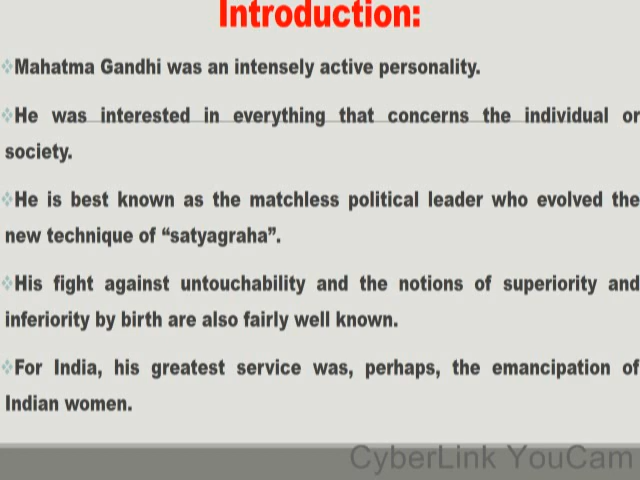 Introduction:
❖Mahatma Gandhi was an intensely active personality.
❖He was interested in everything that concerns the individual or
society.
❖He is best known as the matchless political leader who evolved the
new technique of “satyagraha”.
❖His fight against untouchability and the notions of superiority and
inferiority by birth are also fairly well known.
❖For India, his greatest service was, perhaps, the emancipation of
Indian women.
CyberLink YouCam